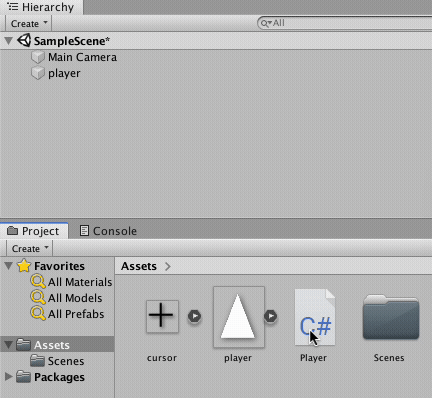 Hierarchy
Create
All
SampleScene*
Main Camera
player
Project
Console
Create
Favorites
All Materials
All Models
All Prefabs
Assets
Scenes
Packages
Assets
C#
cursor
player
Player
Scenes